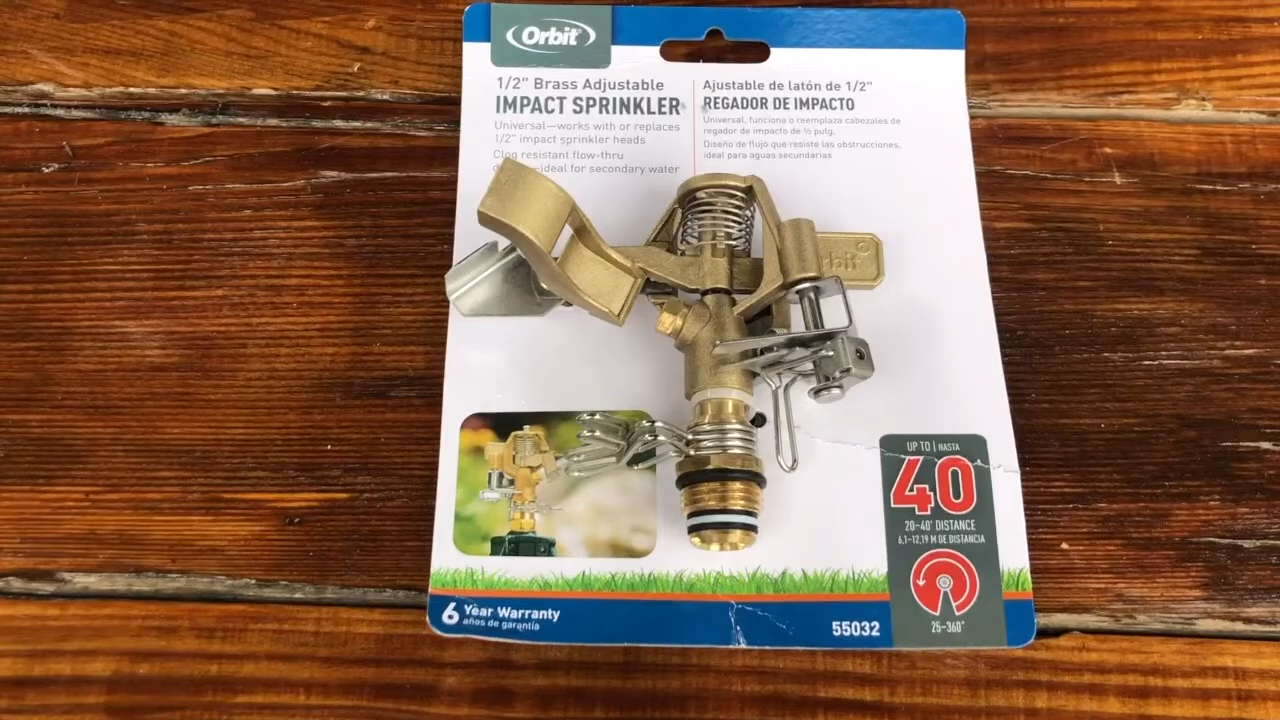 Orbit®
1/2" Brass Adjustable
IMPACT SPRINKLER
Universal—works with or replaces
1/2" impact sprinkler heads
Clog resistant flow-thru
—ideal for secondary water
Ajustable de latón de 1/2"
REGADOR DE IMPACTO
Universal, funciona o reemplaza cabezales de
regador de impacto de ½ pulg.
Diseño de flujo que resiste las obstrucciones,
ideal para aguas secundarias
rbit
UP TO | HASTA
40
20-40' DISTANCE
6,1-12,19 M DE DISTANCIA
25-360°
6 Year Warranty
años de garantía
55032